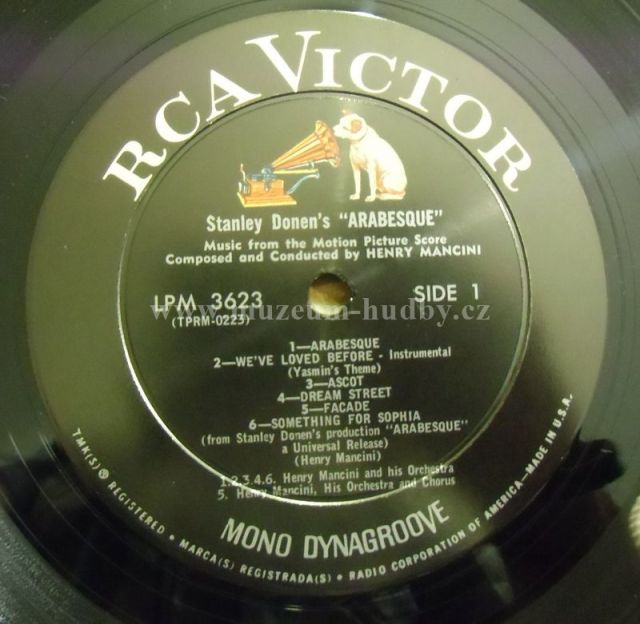 RCA VICTOR
Stanley Donen's "ARABESQUE"
Music from the Motion Picture Score
Composed and Conducted by HENRY MANCINI
LPM 3623 SIDE 1
(TPRM-0223)
www.muzeum-hudby.cz
1—ARABESQUE
2—WE'VE LOVED BEFORE - Instrumental
(Yasmin's Theme)
3—ASCOT
4—DREAM STREET
5—FACADE
6—SOMETHING FOR SOPHIA
(from Stanley Donen's production "ARABESQUE"
a Universal Release)
(Henry Mancini)
1.2.3.4.6. Henry Mancini and his Orchestra
5. Henry Mancini, His Orchestra and Chorus
MONO DYNAGROOVE
TMK(S) ® REGISTERED • MARCA(S) REGISTRADA(S) • RADIO CORPORATION OF AMERICA—MADE IN U.S.A.